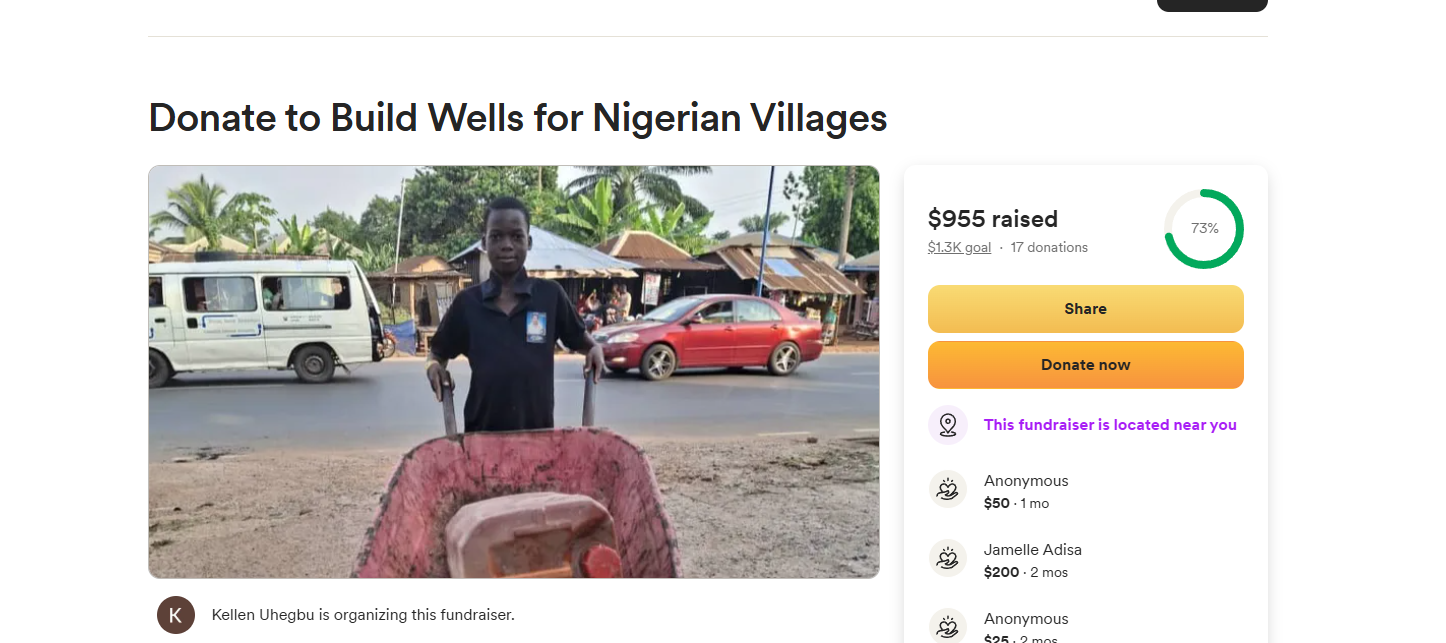 Donate to Build Wells for Nigerian Villages
$955 raised
$1.3K goal · 17 donations
73%
Share
Donate now
This fundraiser is located near you
Anonymous
$50 · 1 mo
Jamelle Adisa
$200 · 2 mos
Anonymous
$25 · 2 mos
K
Kellen Uhegbu is organizing this fundraiser.